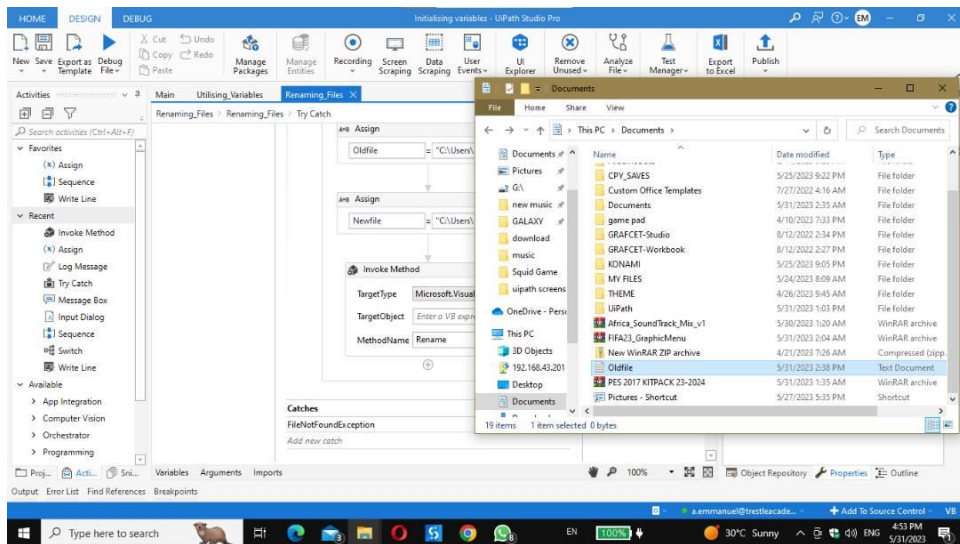 HOME DESIGN DEBUG Initialising variables - UiPath Studio Pro EM
Cut Undo
Copy Redo
Paste
New Save Export as Template Debug File Manage Packages Manage Entities Recording Screen Scraping Data Scraping User Events UI Explorer Remove Unused Analyze File Test Manager Export to Excel Publish
Activities
Main Utilising_Variables Renaming_Files
Renaming_Files > Renaming_Files > Try Catch
Search activities (Ctrl+Alt+F)
Favorites
Assign
Sequence
Write Line
Recent
Invoke Method
Assign
Log Message
Try Catch
Message Box
Input Dialog
Sequence
Switch
Write Line
Available
App Integration
Computer Vision
Orchestrator
Programming
A=B Assign
Oldfile = "C:\Users\
A=B Assign
Newfile = "C:\Users\
Invoke Method
TargetType Microsoft.Visual
TargetObject Enter a VB expr
MethodName Rename
Catches
FileNotFoundException
Add new catch
Documents
File Home Share View
This PC > Documents > Search Documents
Documents
Pictures
G:\
new music
GALAXY
download
music
Squid Game
uipath screens
OneDrive - Perso
This PC
3D Objects
192.168.43.201
Desktop
Documents
Name Date modified Type
CPY_SAVES 5/25/2023 9:22 PM File folder
Custom Office Templates 7/27/2022 4:16 AM File folder
Documents 5/31/2023 2:35 AM File folder
game pad 4/10/2023 7:33 PM File folder
GRAFCET-Studio 8/12/2022 2:34 PM File folder
GRAFCET-Workbook 8/12/2022 2:27 PM File folder
KONAMI 5/25/2023 9:05 PM File folder
MY FILES 5/24/2023 8:09 AM File folder
THEME 4/26/2023 9:45 AM File folder
UiPath 5/31/2023 1:03 PM File folder
Africa_SoundTrack_Mix_v1 5/30/2023 1:20 AM WinRAR archive
FIFA23_GraphicMenu 5/31/2023 2:04 AM WinRAR archive
New WinRAR ZIP archive 4/21/2023 7:26 AM Compressed (zipp
Oldfile 5/31/2023 2:38 PM Text Document
PES 2017 KITPACK 23-2024 5/31/2023 1:35 AM WinRAR archive
Pictures - Shortcut 5/27/2023 5:35 PM Shortcut
19 items 1 item selected 0 bytes
Proj... Acti... Sni... Variables Arguments Imports 100% Object Repository Properties Outline
Output Error List Find References Breakpoints
a.emmanuel@trestleacade... Add To Source Control VB
Type here to search EN 100% 30°C Sunny ENG 4:53 PM
5/31/2023